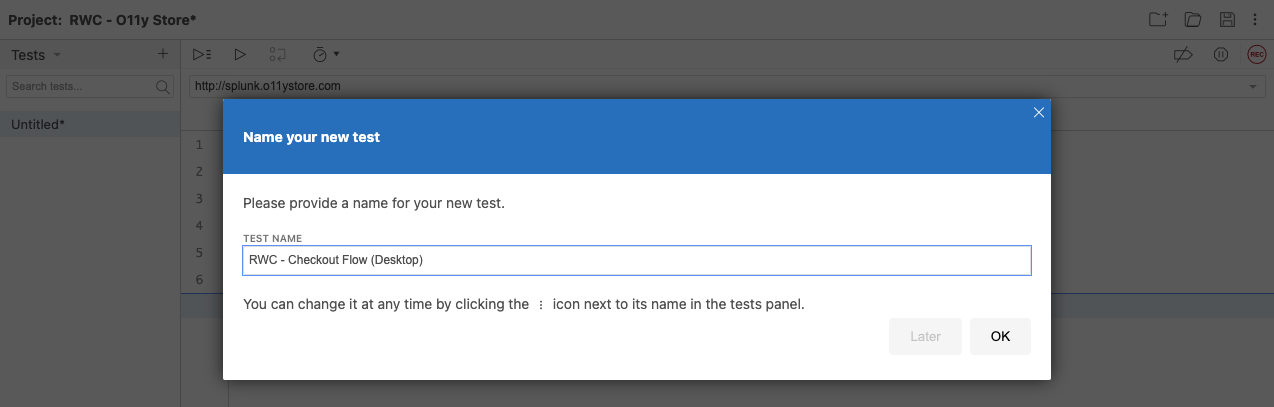 Project: RWC - O11y Store*
Tests
Search tests...
Untitled*
REC
http://splunk.o11ystore.com
1
2
3
4
5
6
Name your new test
Please provide a name for your new test.
TEST NAME
RWC - Checkout Flow (Desktop)
You can change it at any time by clicking the ⋮ icon next to its name in the tests panel.
Later
OK